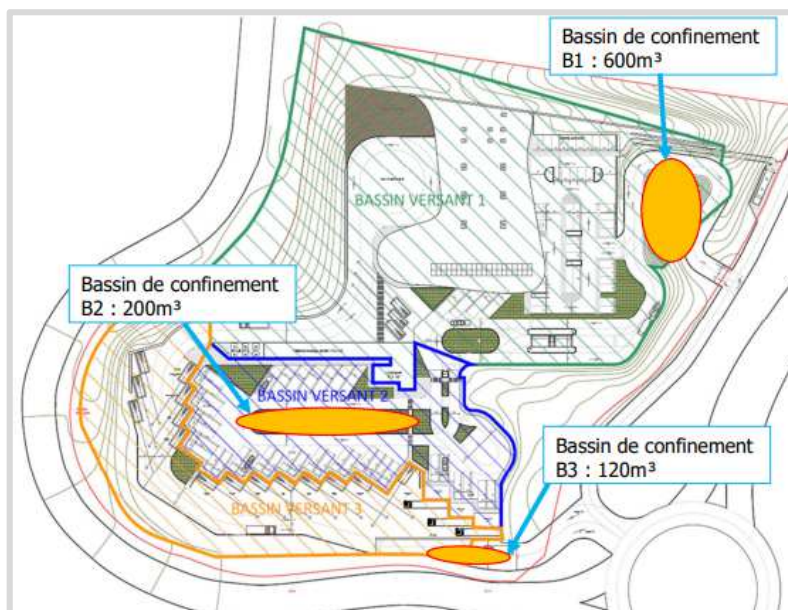 Bassin de confinement
B1 : 600m³
BASSIN VERSANT 1
Bassin de confinement
B2 : 200m³
BASSIN VERSANT 2
Bassin de confinement
B3 : 120m³
BASSIN VERSANT 3